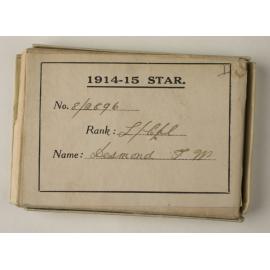 1914-15 STAR.
No. 8/2896
Rank: L/Cpl
Name: Desmond F M